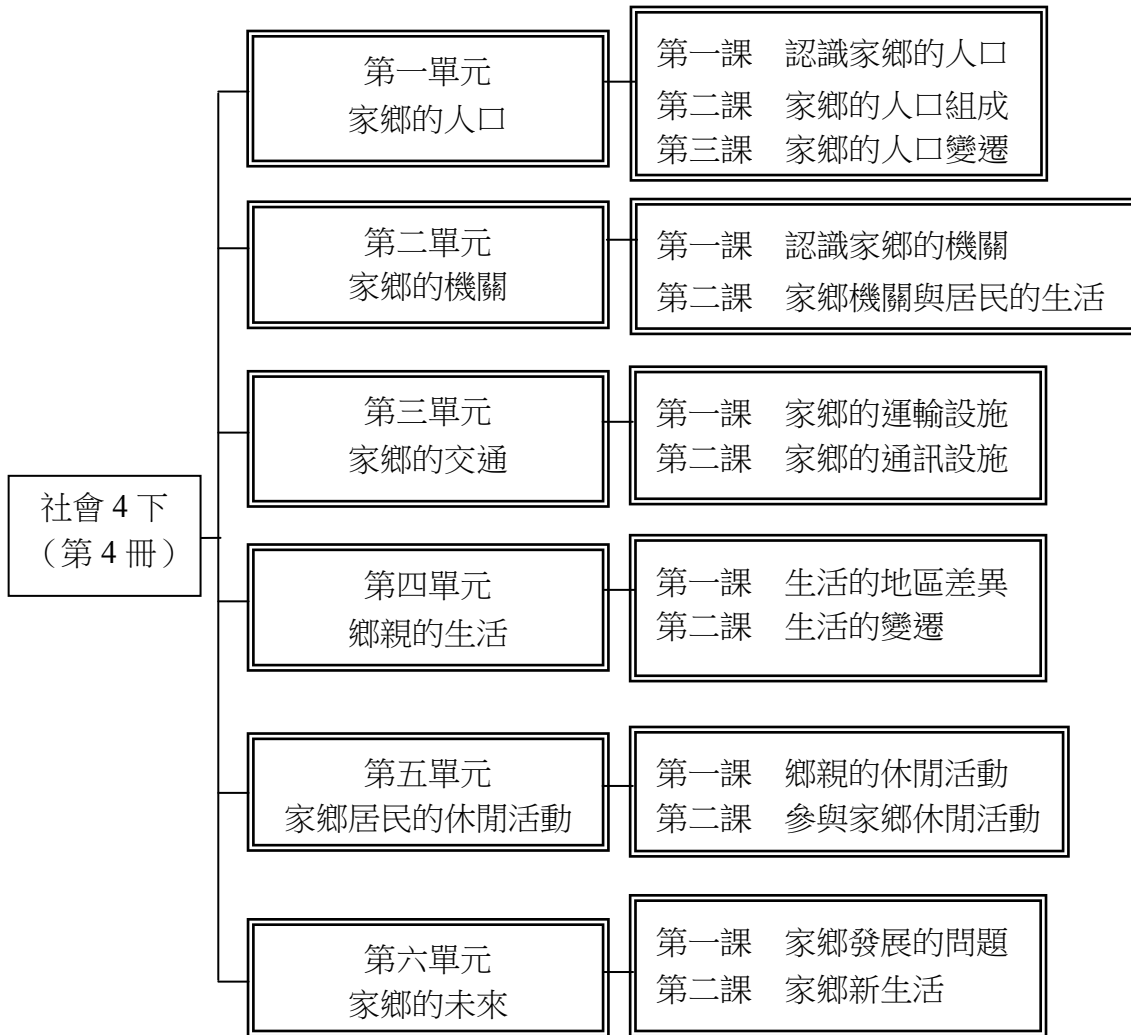 社會 4 下
（第 4 冊）
第一單元
家鄉的人口
第一課　認識家鄉的人口
第二課　家鄉的人口組成
第三課　家鄉的人口變遷
第二單元
家鄉的機關
第一課　認識家鄉的機關
第二課　家鄉機關與居民的生活
第三單元
家鄉的交通
第一課　家鄉的運輸設施
第二課　家鄉的通訊設施
第四單元
鄉親的生活
第一課　生活的地區差異
第二課　生活的變遷
第五單元
家鄉居民的休閒活動
第一課　鄉親的休閒活動
第二課　參與家鄉休閒活動
第六單元
家鄉的未來
第一課　家鄉發展的問題
第二課　家鄉新生活